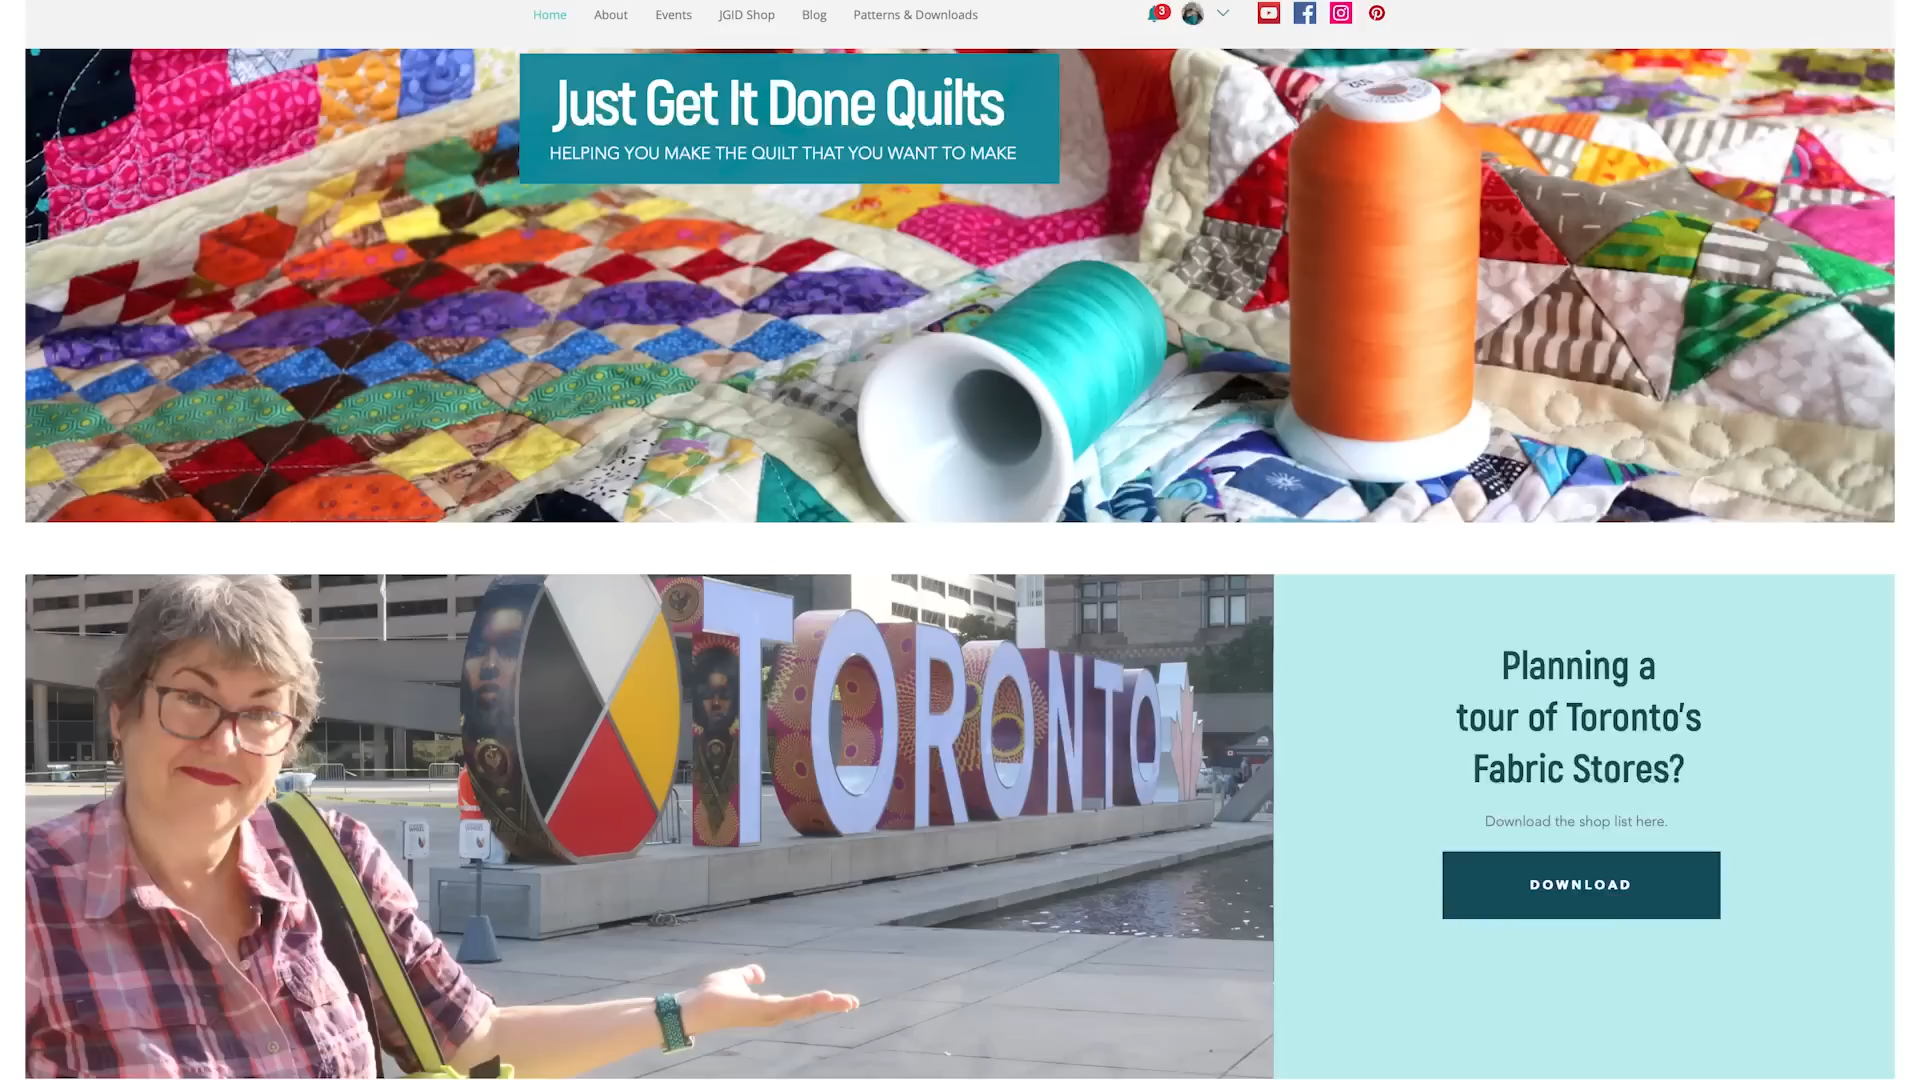 Home About Events JGID Shop Blog Patterns & Downloads
3
Just Get It Done Quilts
HELPING YOU MAKE THE QUILT THAT YOU WANT TO MAKE
TORONTO
Planning a
tour of Toronto's
Fabric Stores?
Download the shop list here.
DOWNLOAD